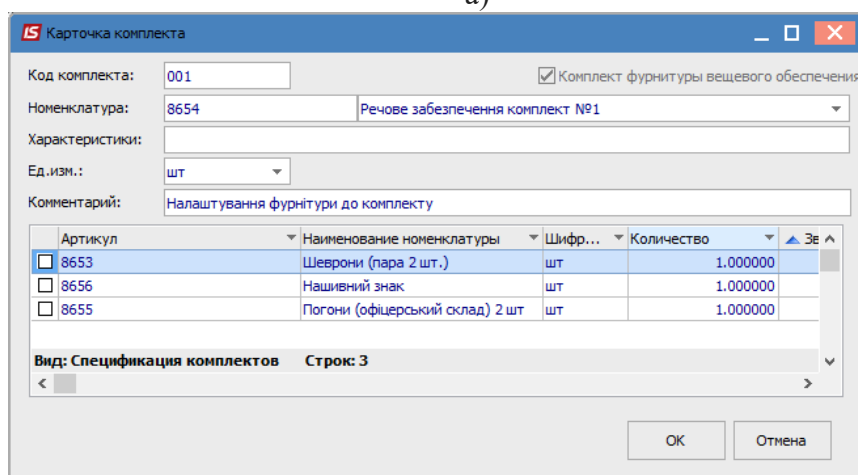 а)
IS Карточка комплекта
Код комплекта: 001 Комплект фурнитуры вещевого обеспечения
Номенклатура: 8654 Речове забезпечення комплект №1
Характеристики:
Ед.изм.: шт
Комментарий: Налаштування фурнітури до комплекту
Артикул Наименование номенклатуры Шифр... Количество Зе
8653 Шеврони (пара 2 шт.) шт 1.000000
8656 Нашивний знак шт 1.000000
8655 Погони (офіцерський склад) 2 шт шт 1.000000
Вид: Спецификация комплектов Строк: 3
ОК Отмена